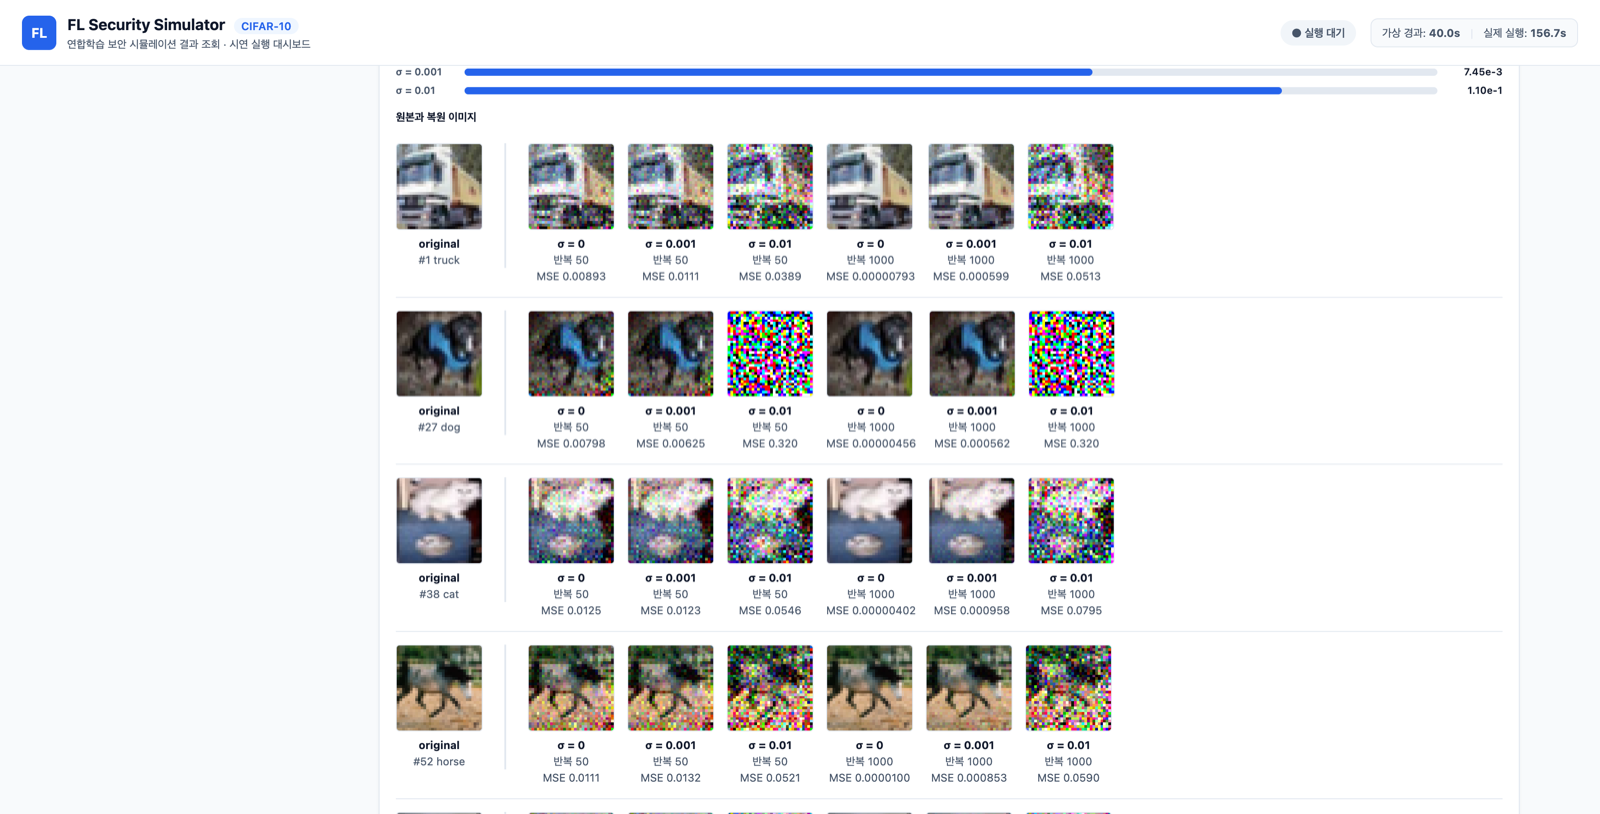 FL
FL Security Simulator
CIFAR-10
연합학습 보안 시뮬레이션 결과 조회 · 시연 실행 대시보드
실행 대기
가상 경과: 40.0s
실제 실행: 156.7s
σ = 0.001
7.45e-3
σ = 0.01
1.10e-1
원본과 복원 이미지
original
#1 truck
σ = 0
반복 50
MSE 0.00893
σ = 0.001
반복 50
MSE 0.0111
σ = 0.01
반복 50
MSE 0.0389
σ = 0
반복 1000
MSE 0.00000793
σ = 0.001
반복 1000
MSE 0.000599
σ = 0.01
반복 1000
MSE 0.0513
original
#27 dog
σ = 0
반복 50
MSE 0.00798
σ = 0.001
반복 50
MSE 0.00625
σ = 0.01
반복 50
MSE 0.320
σ = 0
반복 1000
MSE 0.00000456
σ = 0.001
반복 1000
MSE 0.000562
σ = 0.01
반복 1000
MSE 0.320
original
#38 cat
σ = 0
반복 50
MSE 0.0125
σ = 0.001
반복 50
MSE 0.0123
σ = 0.01
반복 50
MSE 0.0546
σ = 0
반복 1000
MSE 0.00000402
σ = 0.001
반복 1000
MSE 0.000958
σ = 0.01
반복 1000
MSE 0.0795
original
#52 horse
σ = 0
반복 50
MSE 0.0111
σ = 0.001
반복 50
MSE 0.0132
σ = 0.01
반복 50
MSE 0.0521
σ = 0
반복 1000
MSE 0.0000100
σ = 0.001
반복 1000
MSE 0.000853
σ = 0.01
반복 1000
MSE 0.0590